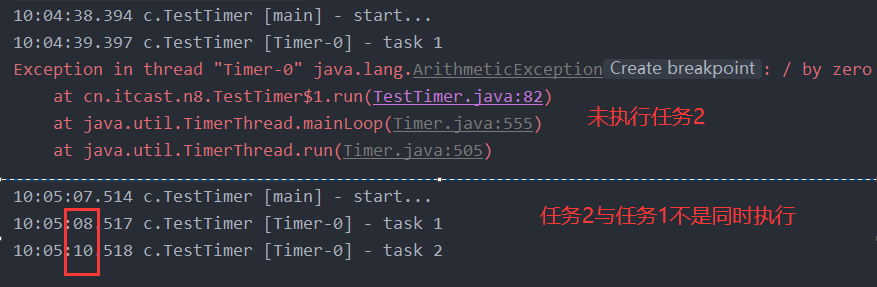 10:04:38.394 c.TestTimer [main] - start...
10:04:39.397 c.TestTimer [Timer-0] - task 1
Exception in thread "Timer-0" java.lang.ArithmeticException Create breakpoint : / by zero
at cn.itcast.n8.TestTimer$1.run(TestTimer.java:82)
at java.util.TimerThread.mainLoop(Timer.java:555)
未执行任务2
at java.util.TimerThread.run(Timer.java:505)
10:05:07.514 c.TestTimer [main] - start...
10:05:08.517 c.TestTimer [Timer-0] - task 1
任务2与任务1不是同时执行
10:05:10.518 c.TestTimer [Timer-0] - task 2